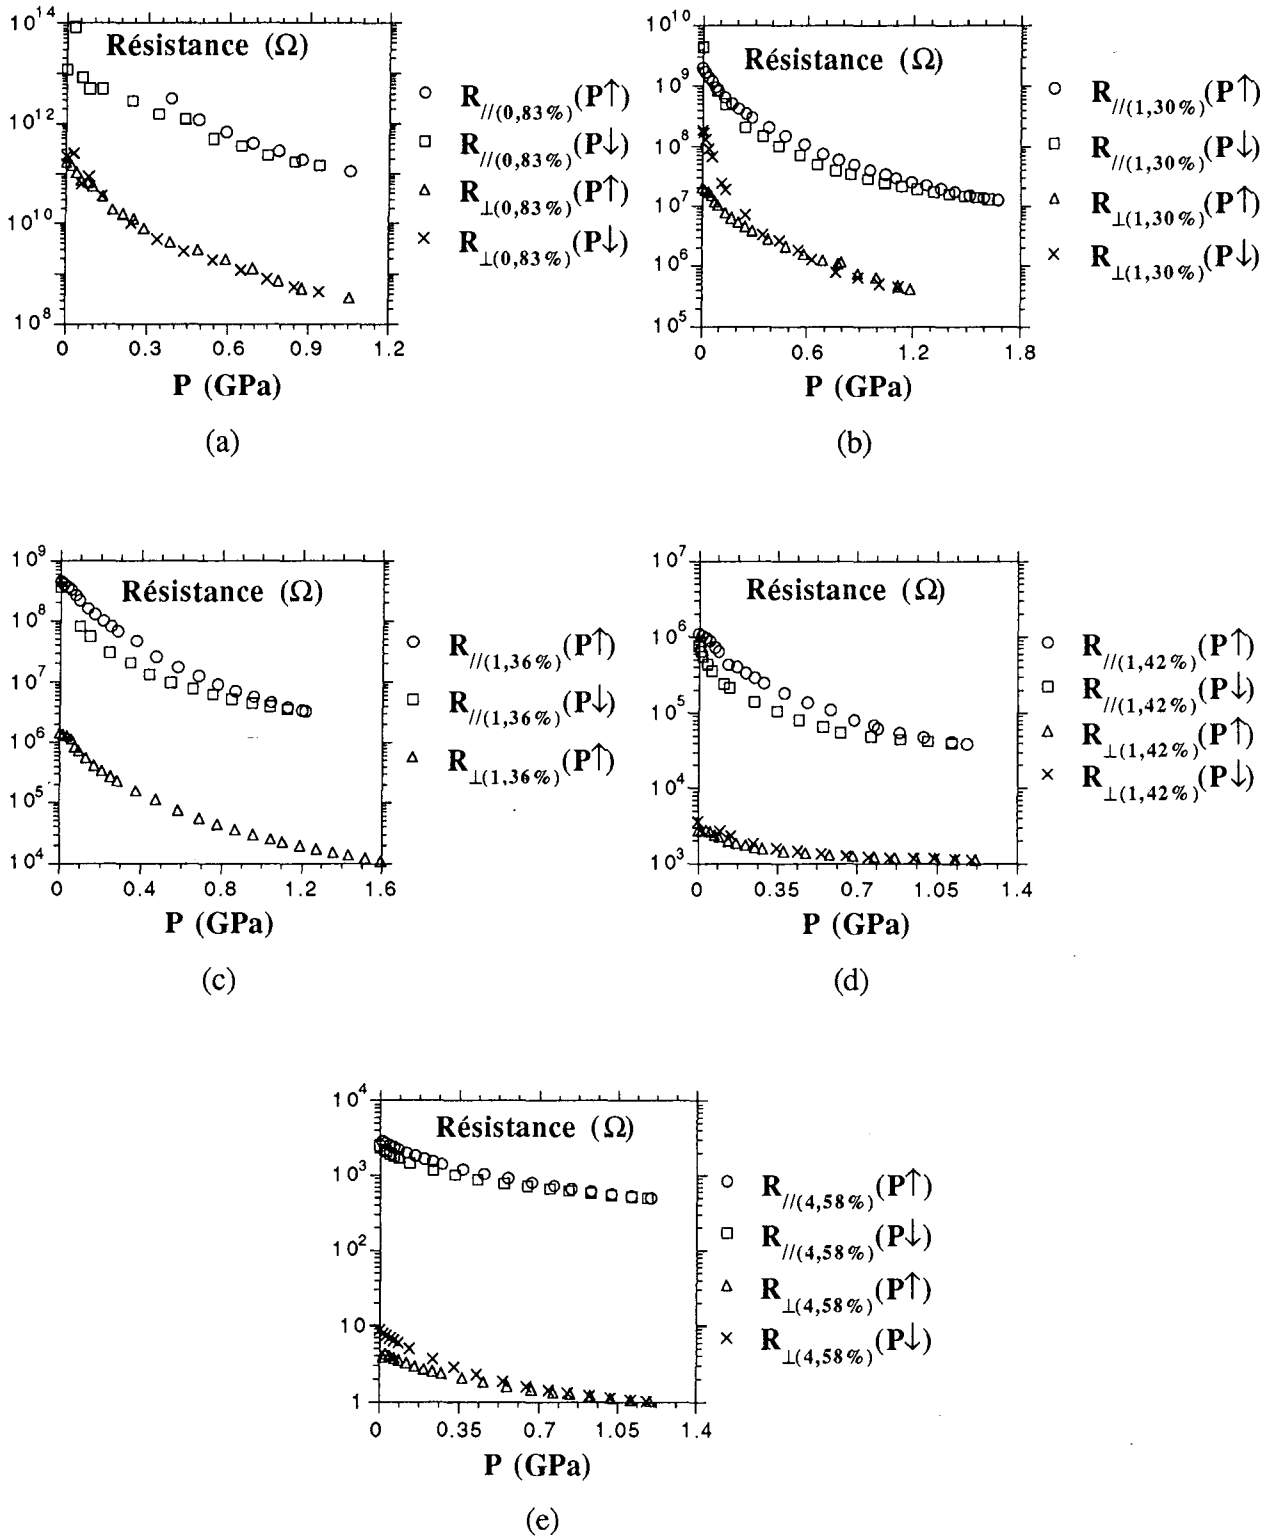 10^14
10^12
10^10
10^8
Résistance (Ω)
0 0.3 0.6 0.9 1.2
P (GPa)
(a)
R//(0,83%)(P↑)
R//(0,83%)(P↓)
R⊥(0,83%)(P↑)
R⊥(0,83%)(P↓)
10^10
10^9
10^8
10^7
10^6
10^5
Résistance (Ω)
0 0.6 1.2 1.8
P (GPa)
(b)
R//(1,30%)(P↑)
R//(1,30%)(P↓)
R⊥(1,30%)(P↑)
R⊥(1,30%)(P↓)
10^9
10^8
10^7
10^6
10^5
10^4
Résistance (Ω)
0 0.4 0.8 1.2 1.6
P (GPa)
(c)
R//(1,36%)(P↑)
R//(1,36%)(P↓)
R⊥(1,36%)(P↑)
10^7
10^6
10^5
10^4
10^3
Résistance (Ω)
0 0.35 0.7 1.05 1.4
P (GPa)
(d)
R//(1,42%)(P↑)
R//(1,42%)(P↓)
R⊥(1,42%)(P↑)
R⊥(1,42%)(P↓)
10^4
10^3
10^2
10
1
Résistance (Ω)
0 0.35 0.7 1.05 1.4
P (GPa)
(e)
R//(4,58%)(P↑)
R//(4,58%)(P↓)
R⊥(4,58%)(P↑)
R⊥(4,58%)(P↓)